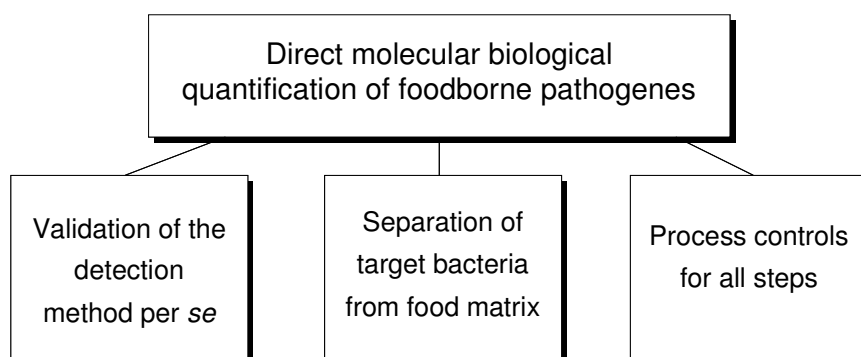 Direct molecular biological
quantification of foodborne pathogenes
Validation of the
detection
method per se
Separation of
target bacteria
from food matrix
Process controls
for all steps